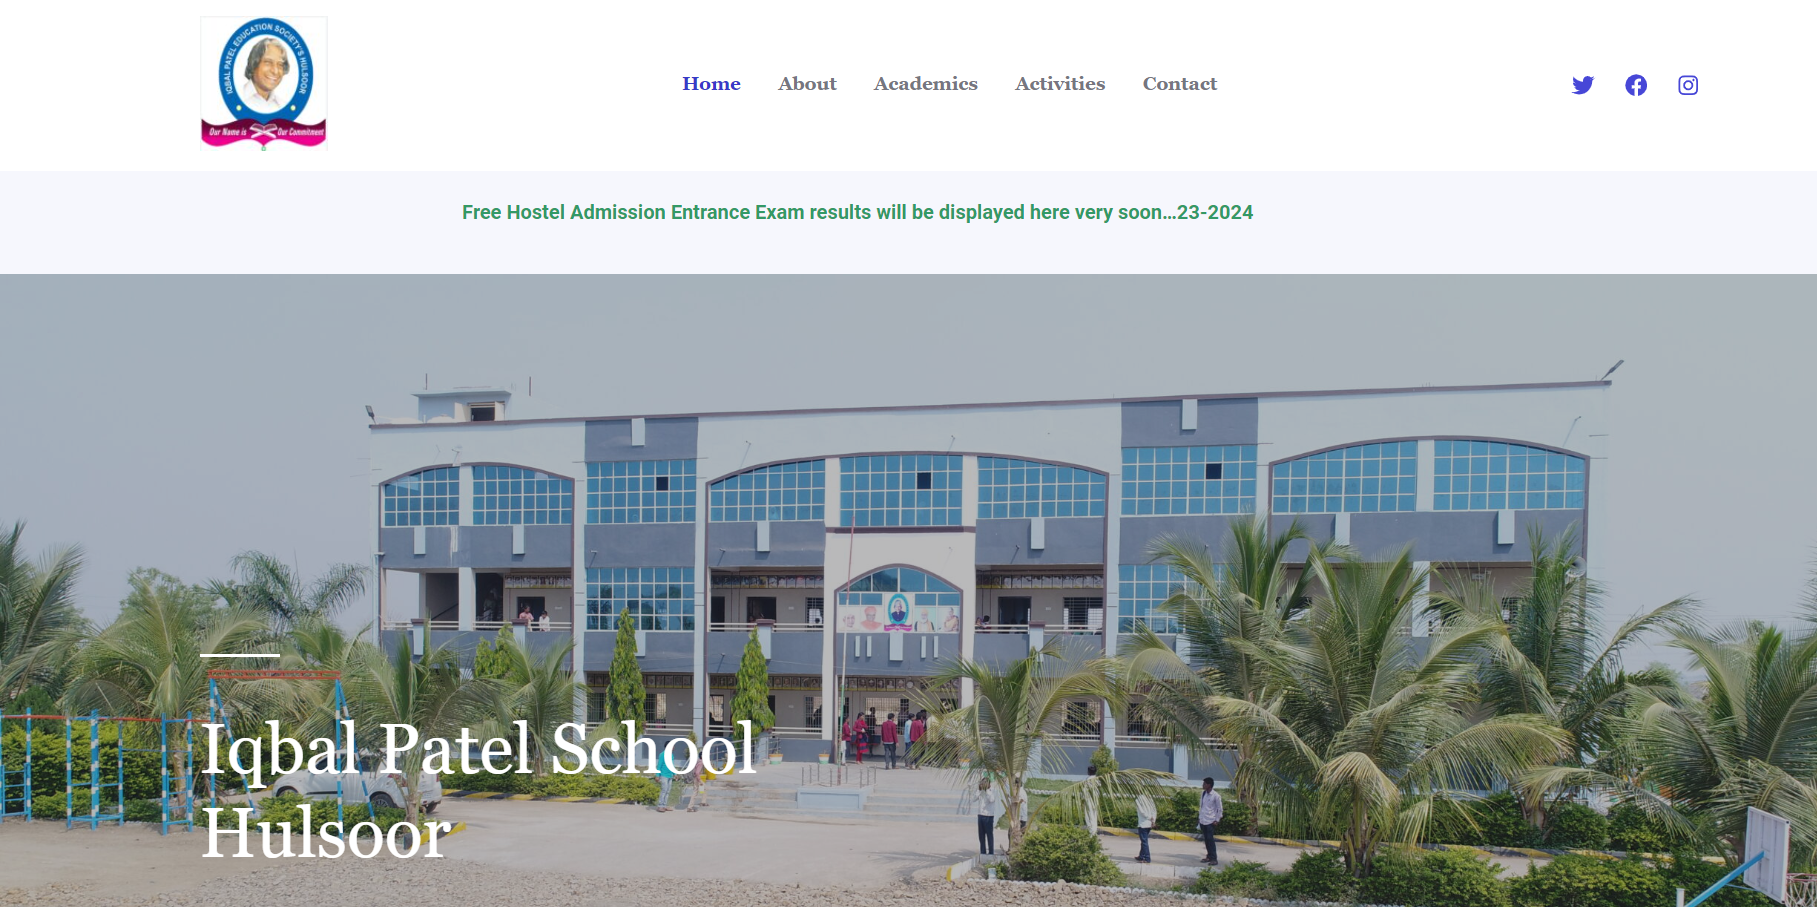 IQBAL PATEL EDUCATION SOCIETY'S HULSOOR
Our Name is Our Commitment
Home About Academics Activities Contact
Free Hostel Admission Entrance Exam results will be displayed here very soon...23-2024
Iqbal Patel School
Hulsoor